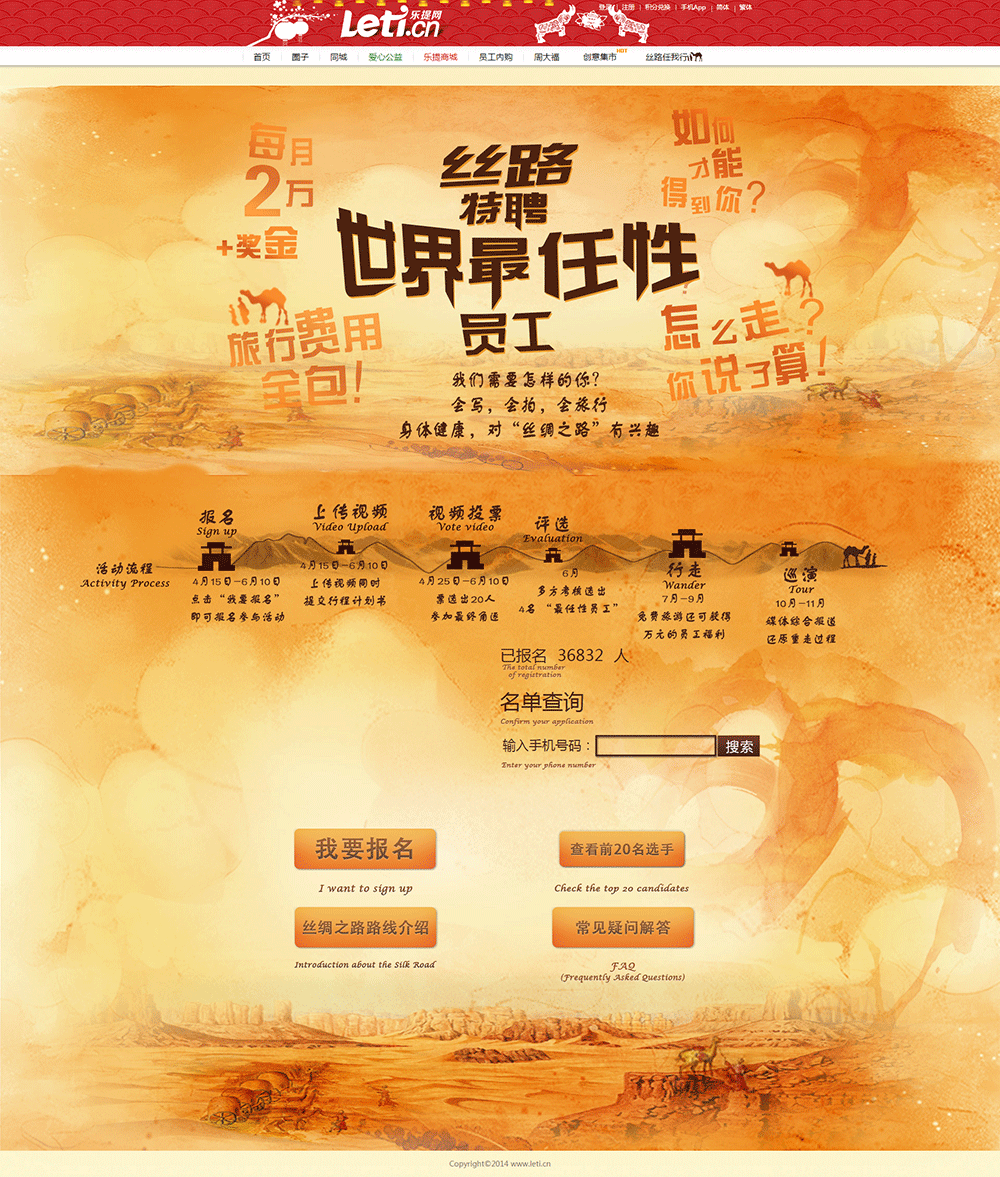 乐提网
Leti.cn
登录 | 注册 | 积分兑换 | 手机App | 简体 | 繁体
首页 圈子 同城 爱心公益 乐提商城 员工内购 周大福 创意集市 HOT 丝路任我行
每月
2万
+奖金
如何
才能
得到你?
丝路
特聘
世界最任性
员工
旅行费用
全包!
怎么走?
你说了算!
我们需要怎样的你?
会写,会拍,会旅行
身体健康,对“丝绸之路”有兴趣
活动流程
Activity Process
报名
Sign up
4月15日-6月10日
点击“我要报名”
即可报名参与活动
上传视频
Video Upload
4月15日-6月10日
上传视频同时
提交行程计划书
视频投票
Vote video
4月25日-6月10日
票选出20人
参加最终角逐
评选
Evaluation
6月
多方考核选出
4名“最任性员工”
行走
Wander
7月-9月
免费旅游还可获得
万元的员工福利
巡演
Tour
10月-11月
媒体综合报道
还原重走过程
已报名 36832 人
The total number
of registration
名单查询
Confirm your application
输入手机号码: 搜索
Enter your phone number
我要报名
I want to sign up
查看前20名选手
Check the top 20 candidates
丝绸之路路线介绍
Introduction about the Silk Road
常见疑问解答
FAQ
(Frequently Asked Questions)
Copyright©2014 www.leti.cn